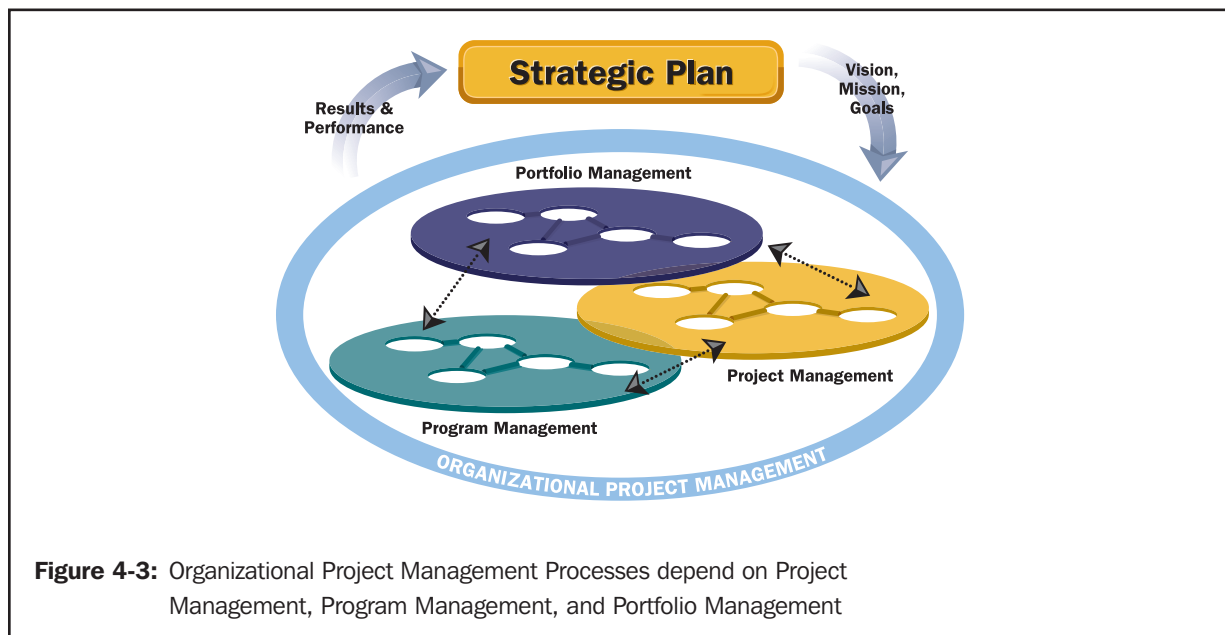 Strategic Plan
Results &
Performance
Vision,
Mission,
Goals
Portfolio Management
Project Management
Program Management
ORGANIZATIONAL PROJECT MANAGEMENT
Figure 4-3: Organizational Project Management Processes depend on Project
Management, Program Management, and Portfolio Management